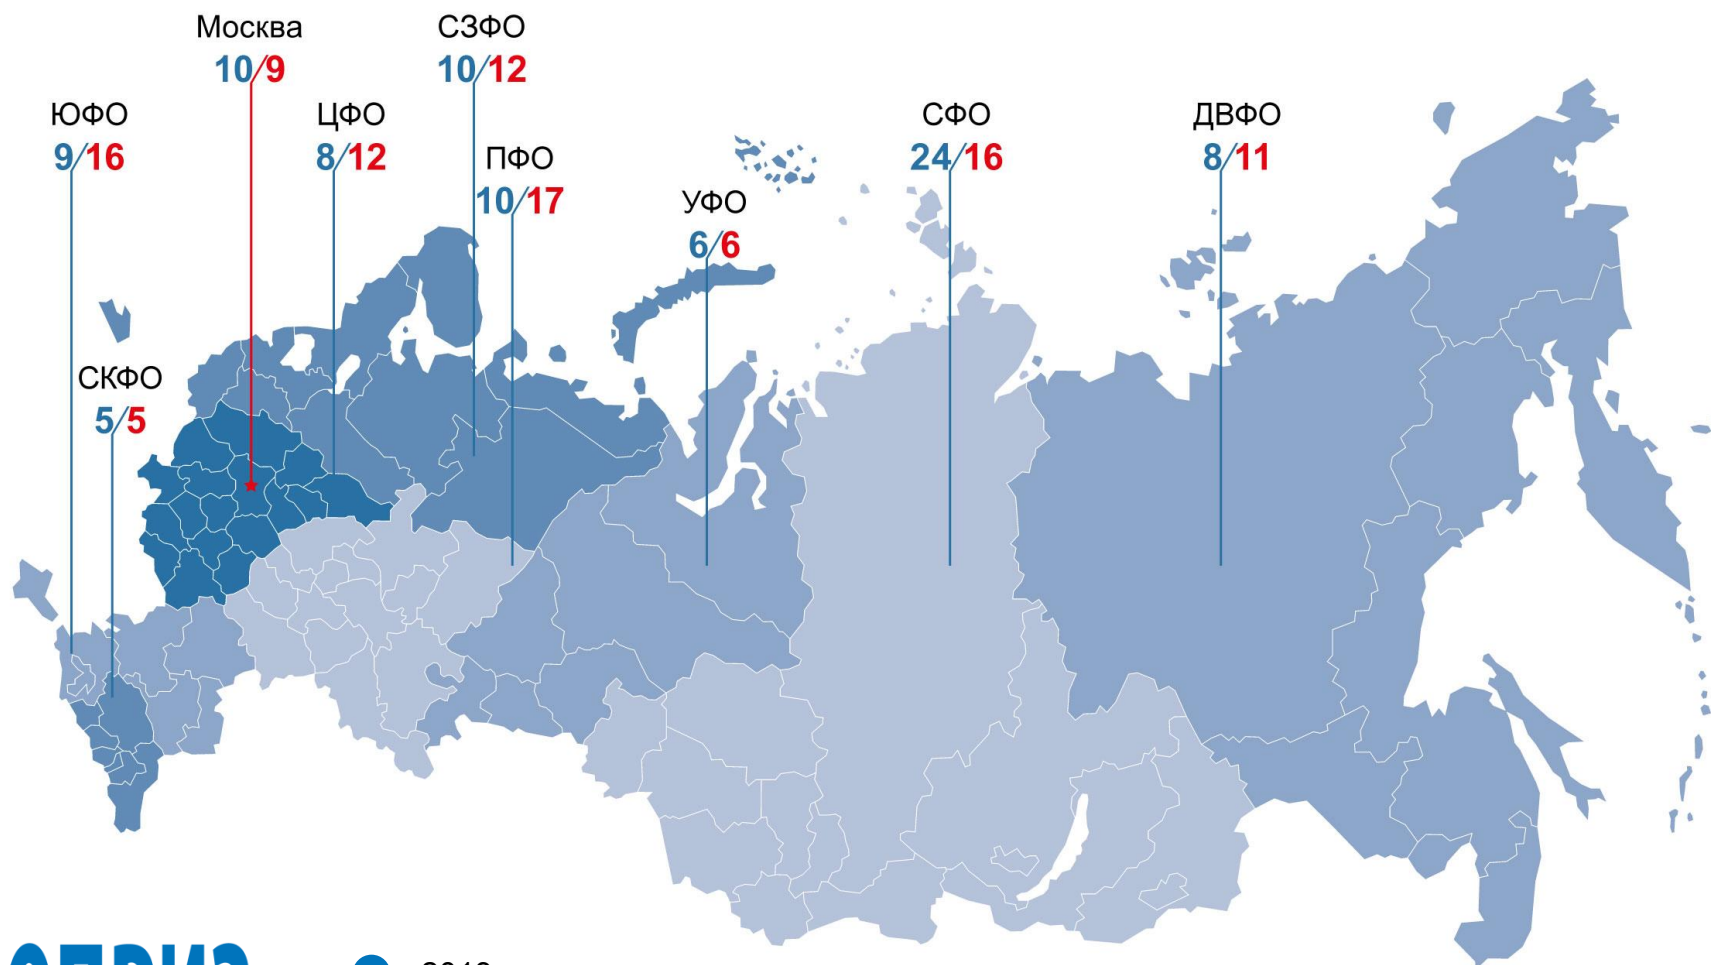 Москва
10/9
СЗФО
10/12
ЮФО
9/16
ЦФО
8/12
ПФО
10/17
УФО
6/6
СФО
24/16
ДВФО
8/11
СКФО
5/5